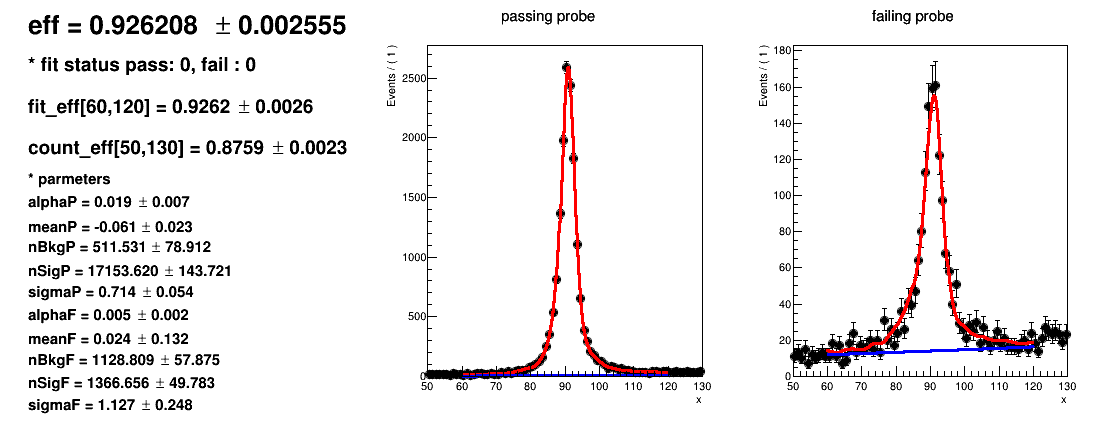 eff = 0.926208 ± 0.002555
* fit status pass: 0, fail : 0
fit_eff[60,120] = 0.9262 ± 0.0026
count_eff[50,130] = 0.8759 ± 0.0023
* parmeters
alphaP = 0.019 ± 0.007
meanP = -0.061 ± 0.023
nBkgP = 511.531 ± 78.912
nSigP = 17153.620 ± 143.721
sigmaP = 0.714 ± 0.054
alphaF = 0.005 ± 0.002
meanF = 0.024 ± 0.132
nBkgF = 1128.809 ± 57.875
nSigF = 1366.656 ± 49.783
sigmaF = 1.127 ± 0.248
passing probe
Events / ( 1 )
2500
2000
1500
1000
500
0
50 60 70 80 90 100 110 120 130
x
failing probe
Events / ( 1 )
180
160
140
120
100
80
60
40
20
0
50 60 70 80 90 100 110 120 130
x